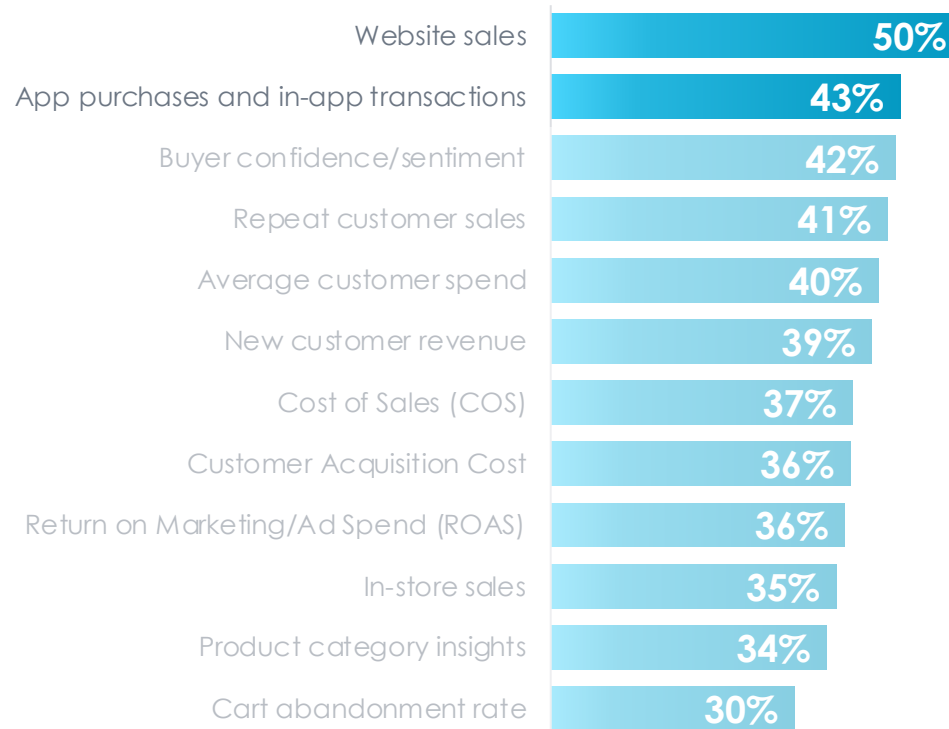 Website sales 50%
App purchases and in-app transactions 43%
Buyer confidence/sentiment 42%
Repeat customer sales 41%
Average customer spend 40%
New customer revenue 39%
Cost of Sales (COS) 37%
Customer Acquisition Cost 36%
Return on Marketing/Ad Spend (ROAS) 36%
In-store sales 35%
Product category insights 34%
Cart abandonment rate 30%